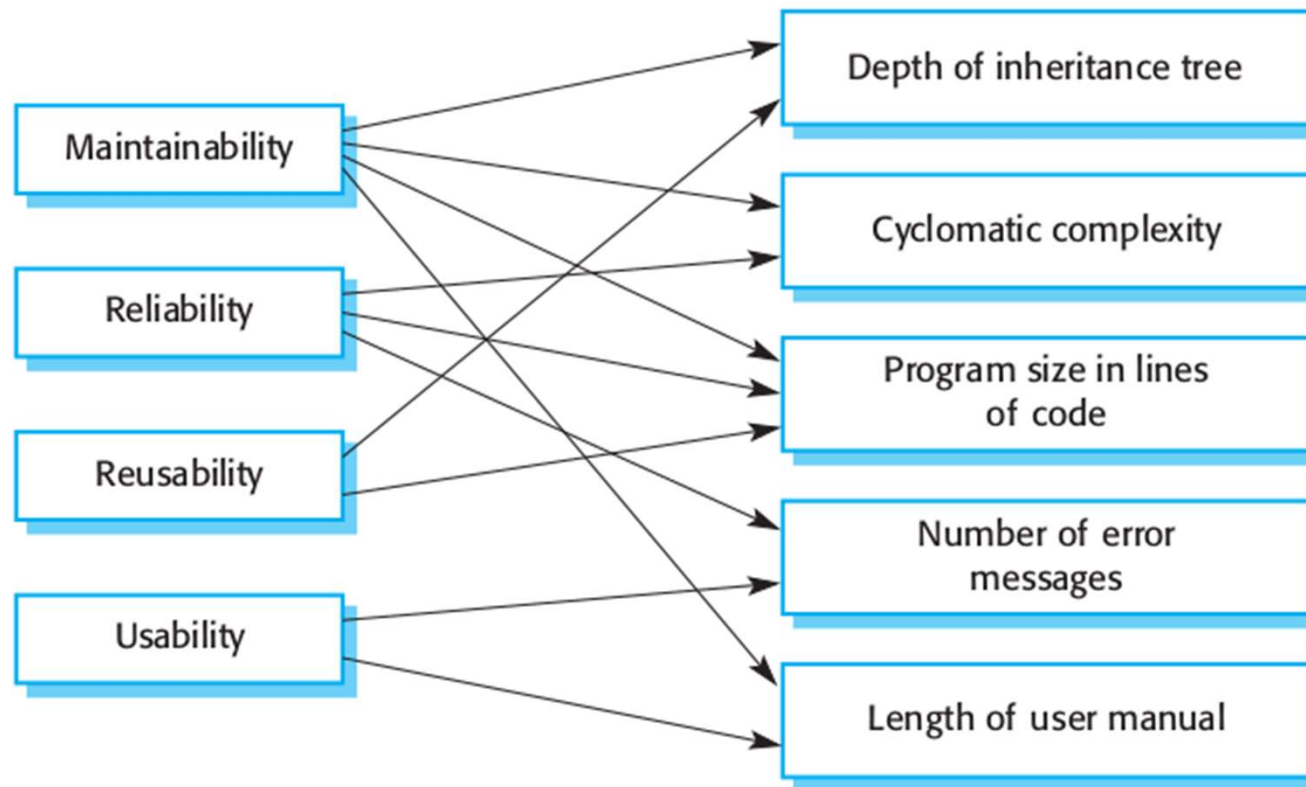 Maintainability
Reliability
Reusability
Usability
Depth of inheritance tree
Cyclomatic complexity
Program size in lines
of code
Number of error
messages
Length of user manual